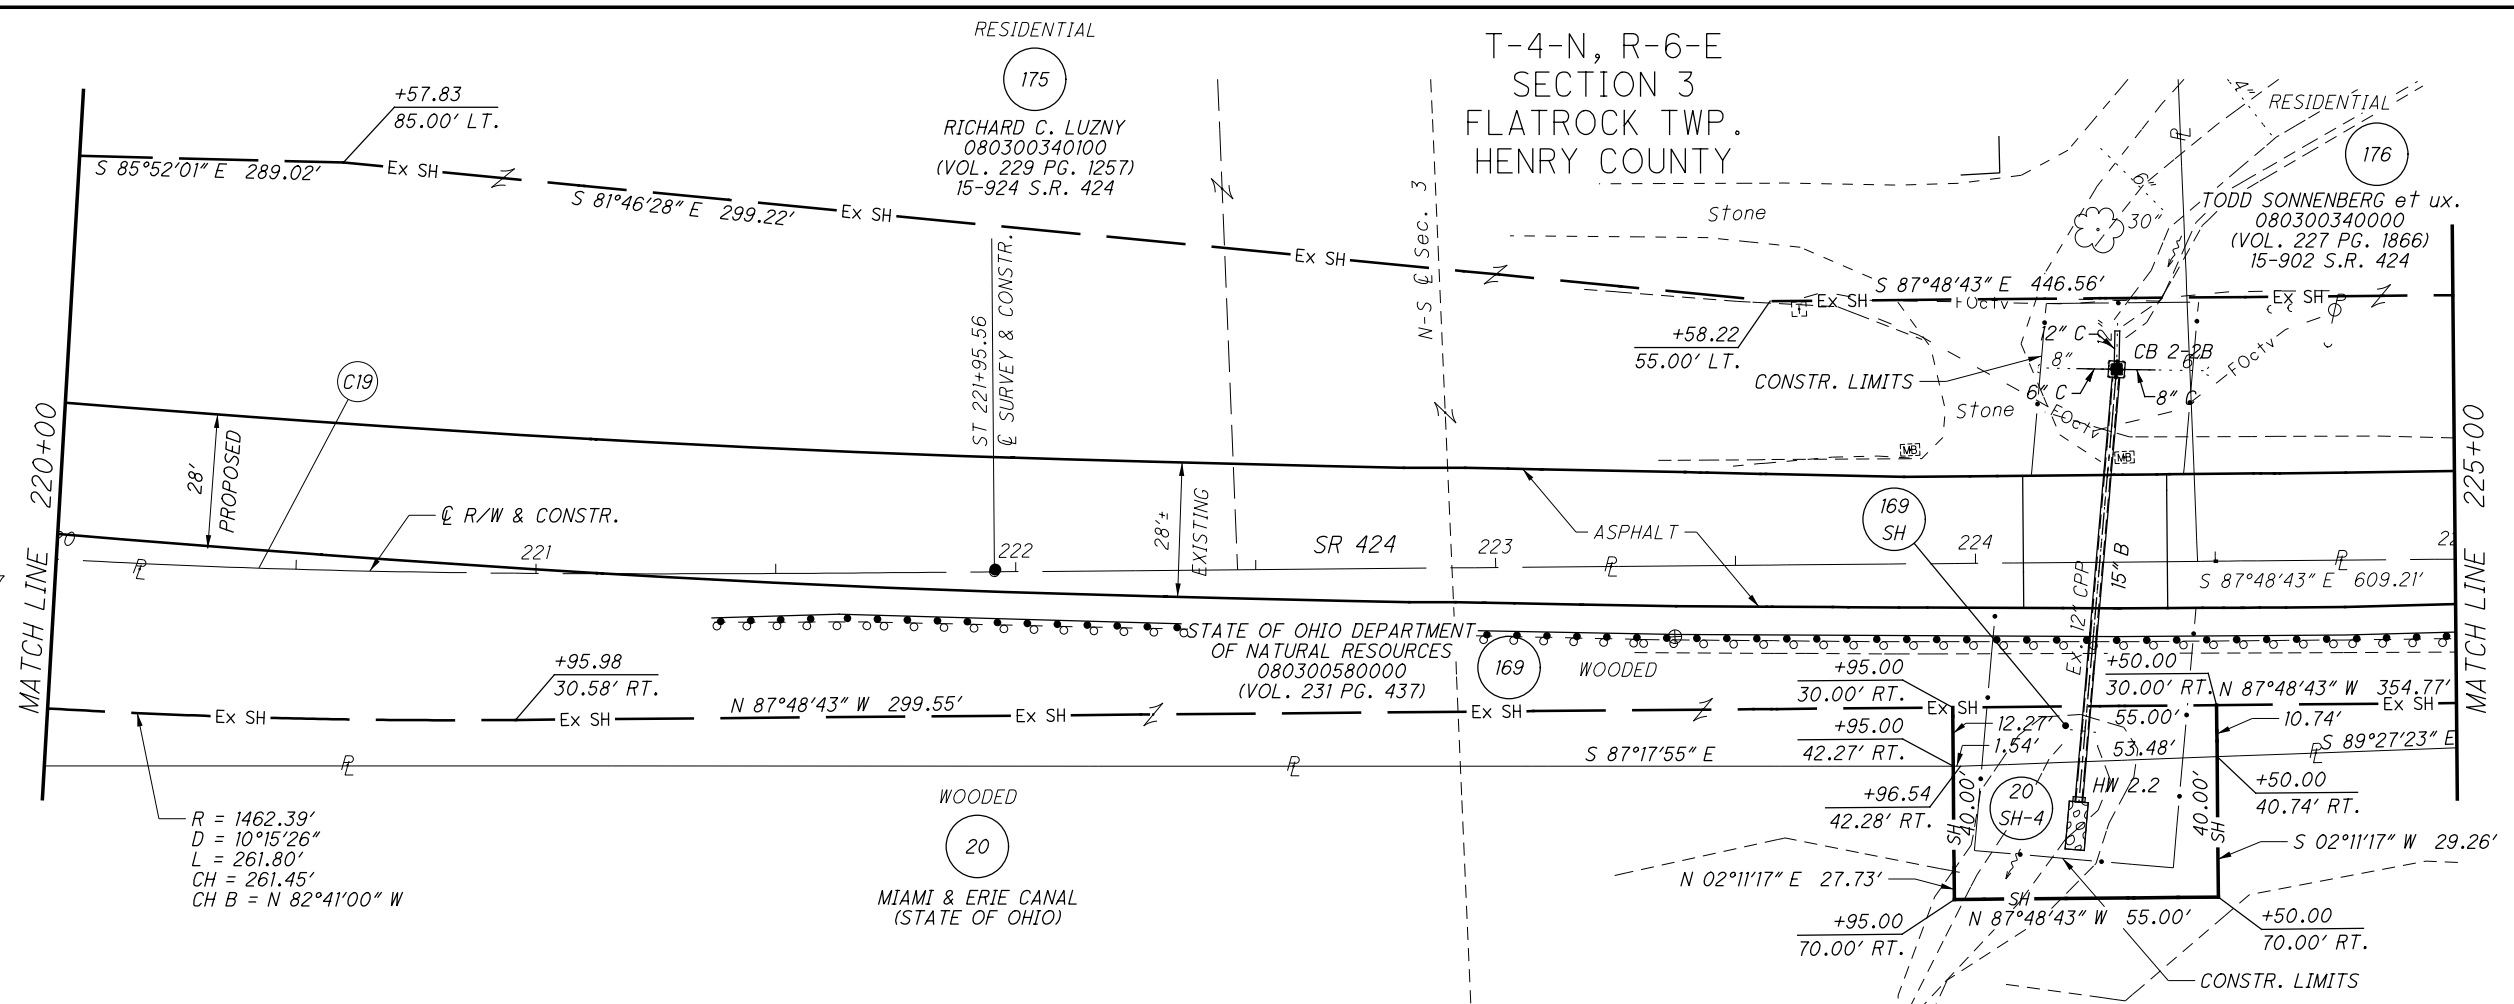 RESIDENTIAL
175
RICHARD C. LUZNY
080300340100
(VOL. 229 PG. 1257)
15-924 S.R. 424
T-4-N, R-6-E
SECTION 3
FLATROCK TWP.
HENRY COUNTY
RESIDENTIAL
176
TODD SONNENBERG et ux.
080300340000
(VOL. 227 PG. 1866)
15-902 S.R. 424
+57.83
85.00' LT.
S 85°52'01" E 289.02'
Ex SH
S 81°46'28" E 299.22'
Ex SH
Ex SH
S 87°48'43" E 446.56'
Ex SH
FOctv
Ex SH
Stone
4"
6"
30"
N-S ℄ Sec. 3
+58.22
55.00' LT.
CONSTR. LIMITS
12" C
12"
CB 2-2B
8"
6"
6" C
8" C
FOctv
FOctv
Stone
MB
MB
C19
ST 221+95.56
℄ SURVEY & CONSTR.
MATCH LINE 220+00
MATCH LINE 225+00
28'
PROPOSED
℄ R/W & CONSTR.
28'±
EXISTING
SR 424
ASPHALT
169
SH
221
222
223
224
Ex. 12" CPP
15" B
S 87°48'43" E 609.21'
STATE OF OHIO DEPARTMENT
OF NATURAL RESOURCES
080300580000
(VOL. 231 PG. 437)
169
WOODED
+95.98
30.58' RT.
N 87°48'43" W 299.55'
Ex SH
Ex SH
Ex SH
Ex SH
+95.00
30.00' RT.
+50.00
30.00' RT.
N 87°48'43" W 354.77'
Ex SH
Ex SH
12.27'
55.00'
10.74'
+95.00
42.27' RT.
1.54'
53.48'
S 87°17'55" E
S 89°27'23" E
+96.54
42.28' RT.
40.00'
SH
20
SH-4
HW 2.2
40.00'
SH
+50.00
40.74' RT.
S 02°11'17" W 29.26'
WOODED
20
MIAMI & ERIE CANAL
(STATE OF OHIO)
R = 1462.39'
D = 10°15'26"
L = 261.80'
CH = 261.45'
CH B = N 82°41'00" W
N 02°11'17" E 27.73'
SH
N 87°48'43" W 55.00'
+95.00
70.00' RT.
+50.00
70.00' RT.
CONSTR. LIMITS